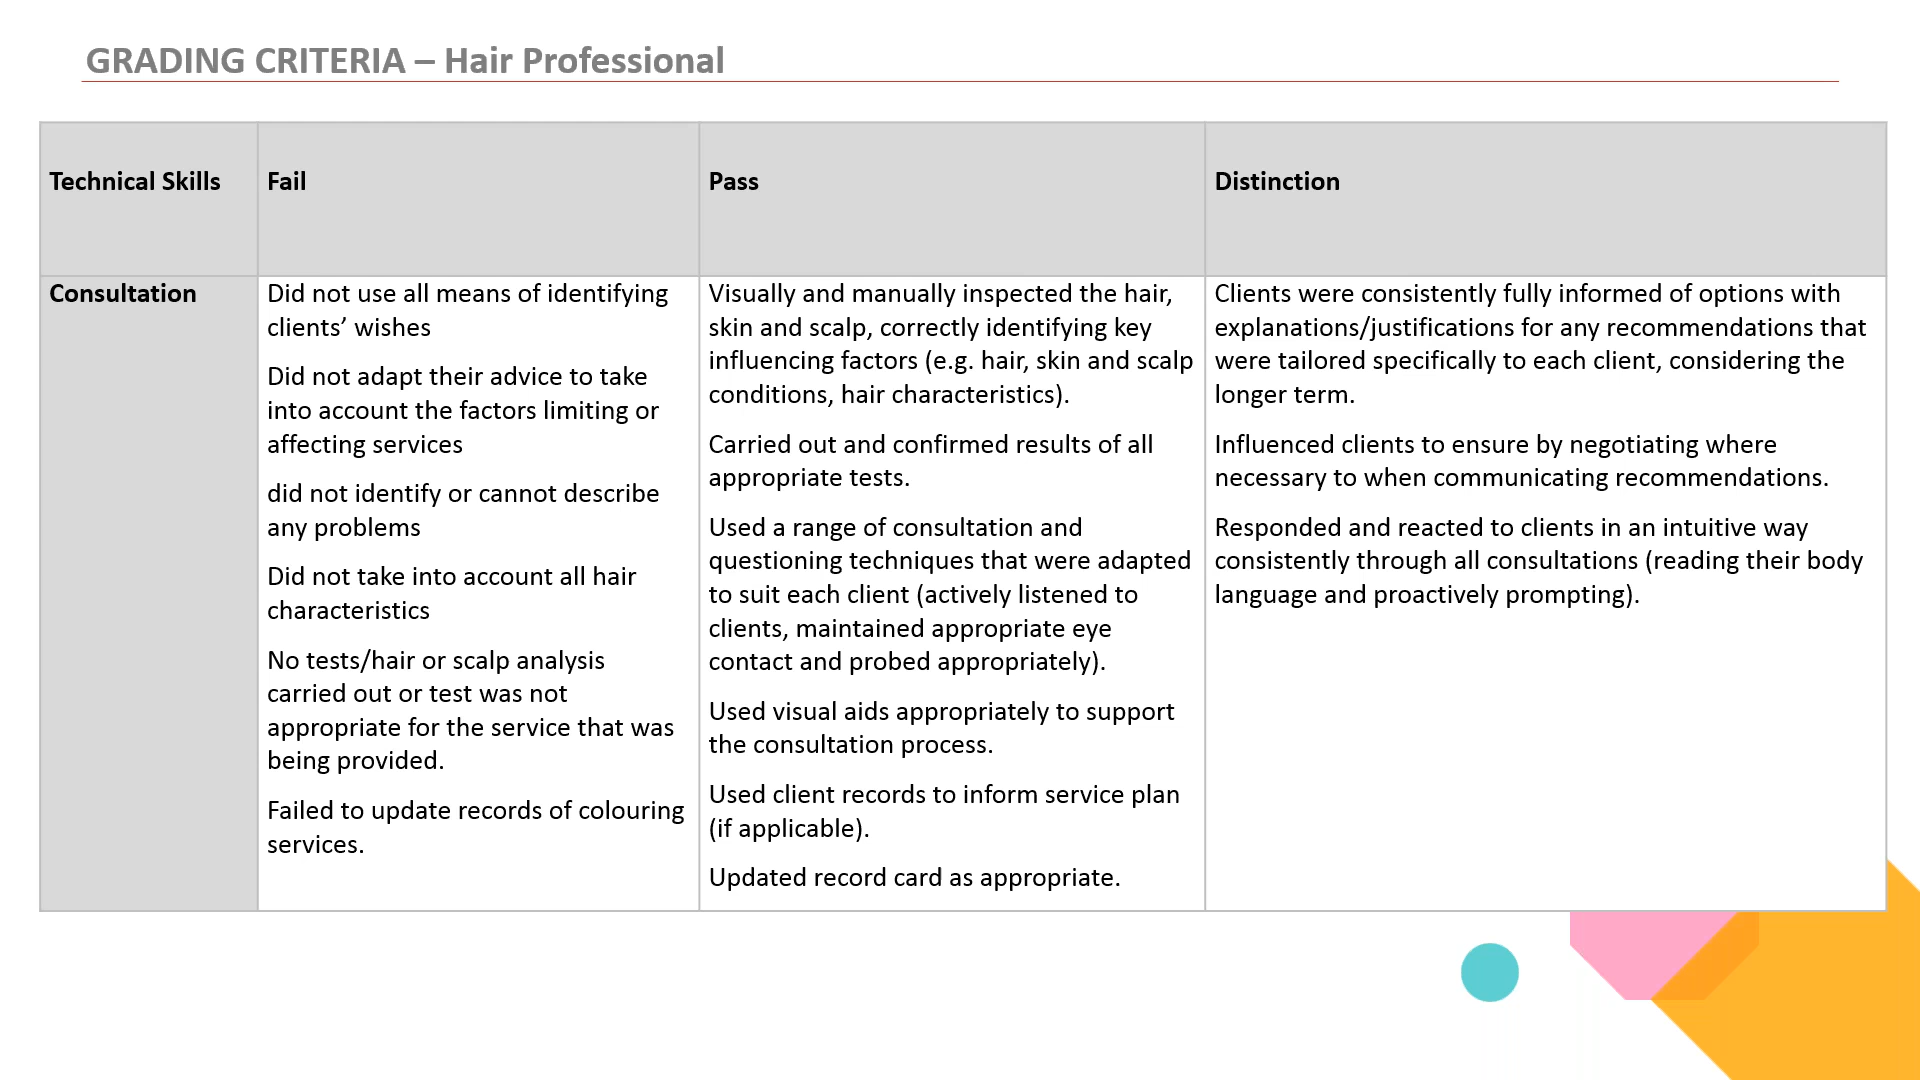 GRADING CRITERIA – Hair Professional
Technical Skills
Fail
Pass
Distinction
Consultation
Did not use all means of identifying
clients’ wishes
Did not adapt their advice to take
into account the factors limiting or
affecting services
did not identify or cannot describe
any problems
Did not take into account all hair
characteristics
No tests/hair or scalp analysis
carried out or test was not
appropriate for the service that was
being provided.
Failed to update records of colouring
services.
Visually and manually inspected the hair,
skin and scalp, correctly identifying key
influencing factors (e.g. hair, skin and scalp
conditions, hair characteristics).
Carried out and confirmed results of all
appropriate tests.
Used a range of consultation and
questioning techniques that were adapted
to suit each client (actively listened to
clients, maintained appropriate eye
contact and probed appropriately).
Used visual aids appropriately to support
the consultation process.
Used client records to inform service plan
(if applicable).
Updated record card as appropriate.
Clients were consistently fully informed of options with
explanations/justifications for any recommendations that
were tailored specifically to each client, considering the
longer term.
Influenced clients to ensure by negotiating where
necessary to when communicating recommendations.
Responded and reacted to clients in an intuitive way
consistently through all consultations (reading their body
language and proactively prompting).